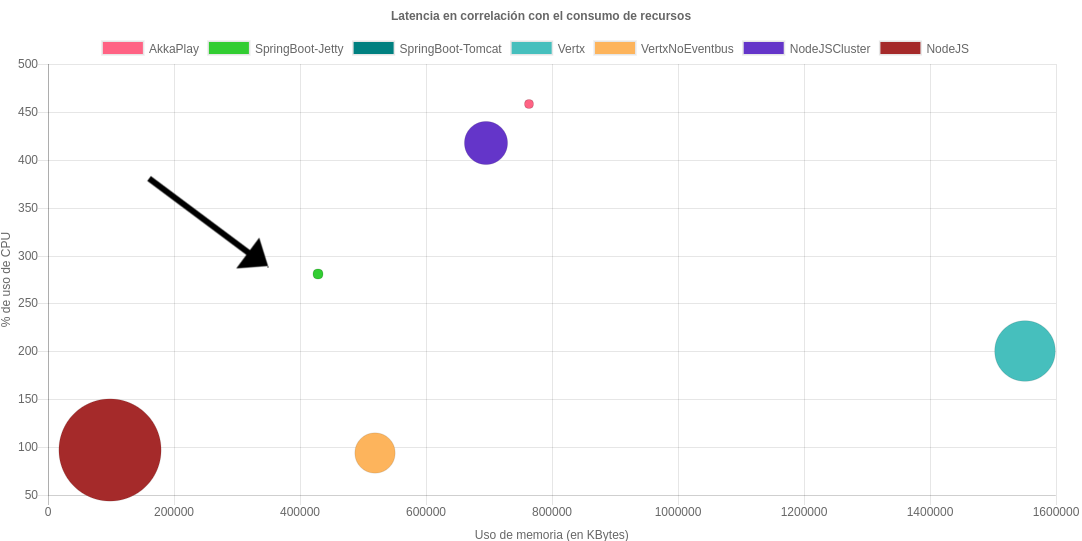 Latencia en correlación con el consumo de recursos
AkkaPlay SpringBoot-Jetty SpringBoot-Tomcat Vertx VertxNoEventbus NodeJSCluster NodeJS
500
450
400
350
300
250
200
150
100
50
% de uso de CPU
0 200000 400000 600000 800000 1000000 1200000 1400000 1600000
Uso de memoria (en KBytes)